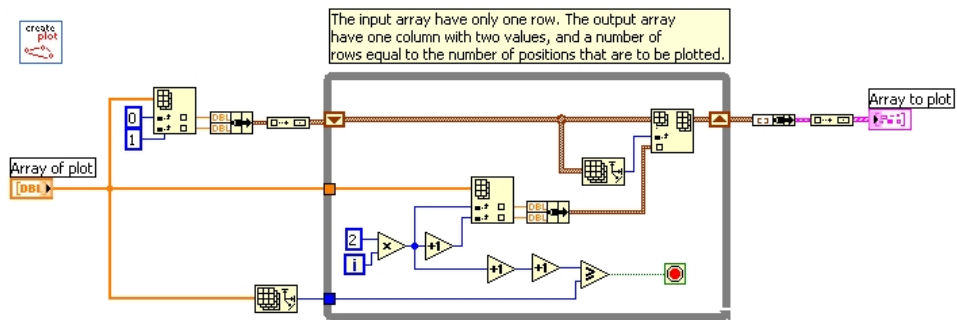 create
plot
The input array have only one row. The output array
have one column with two values, and a number of
rows equal to the number of positions that are to be plotted.
Array to plot
0
1
DBL
DBL
Array of plot
[DBL]
DBL
DBL
2
x
+1
i
+1
+1
≥